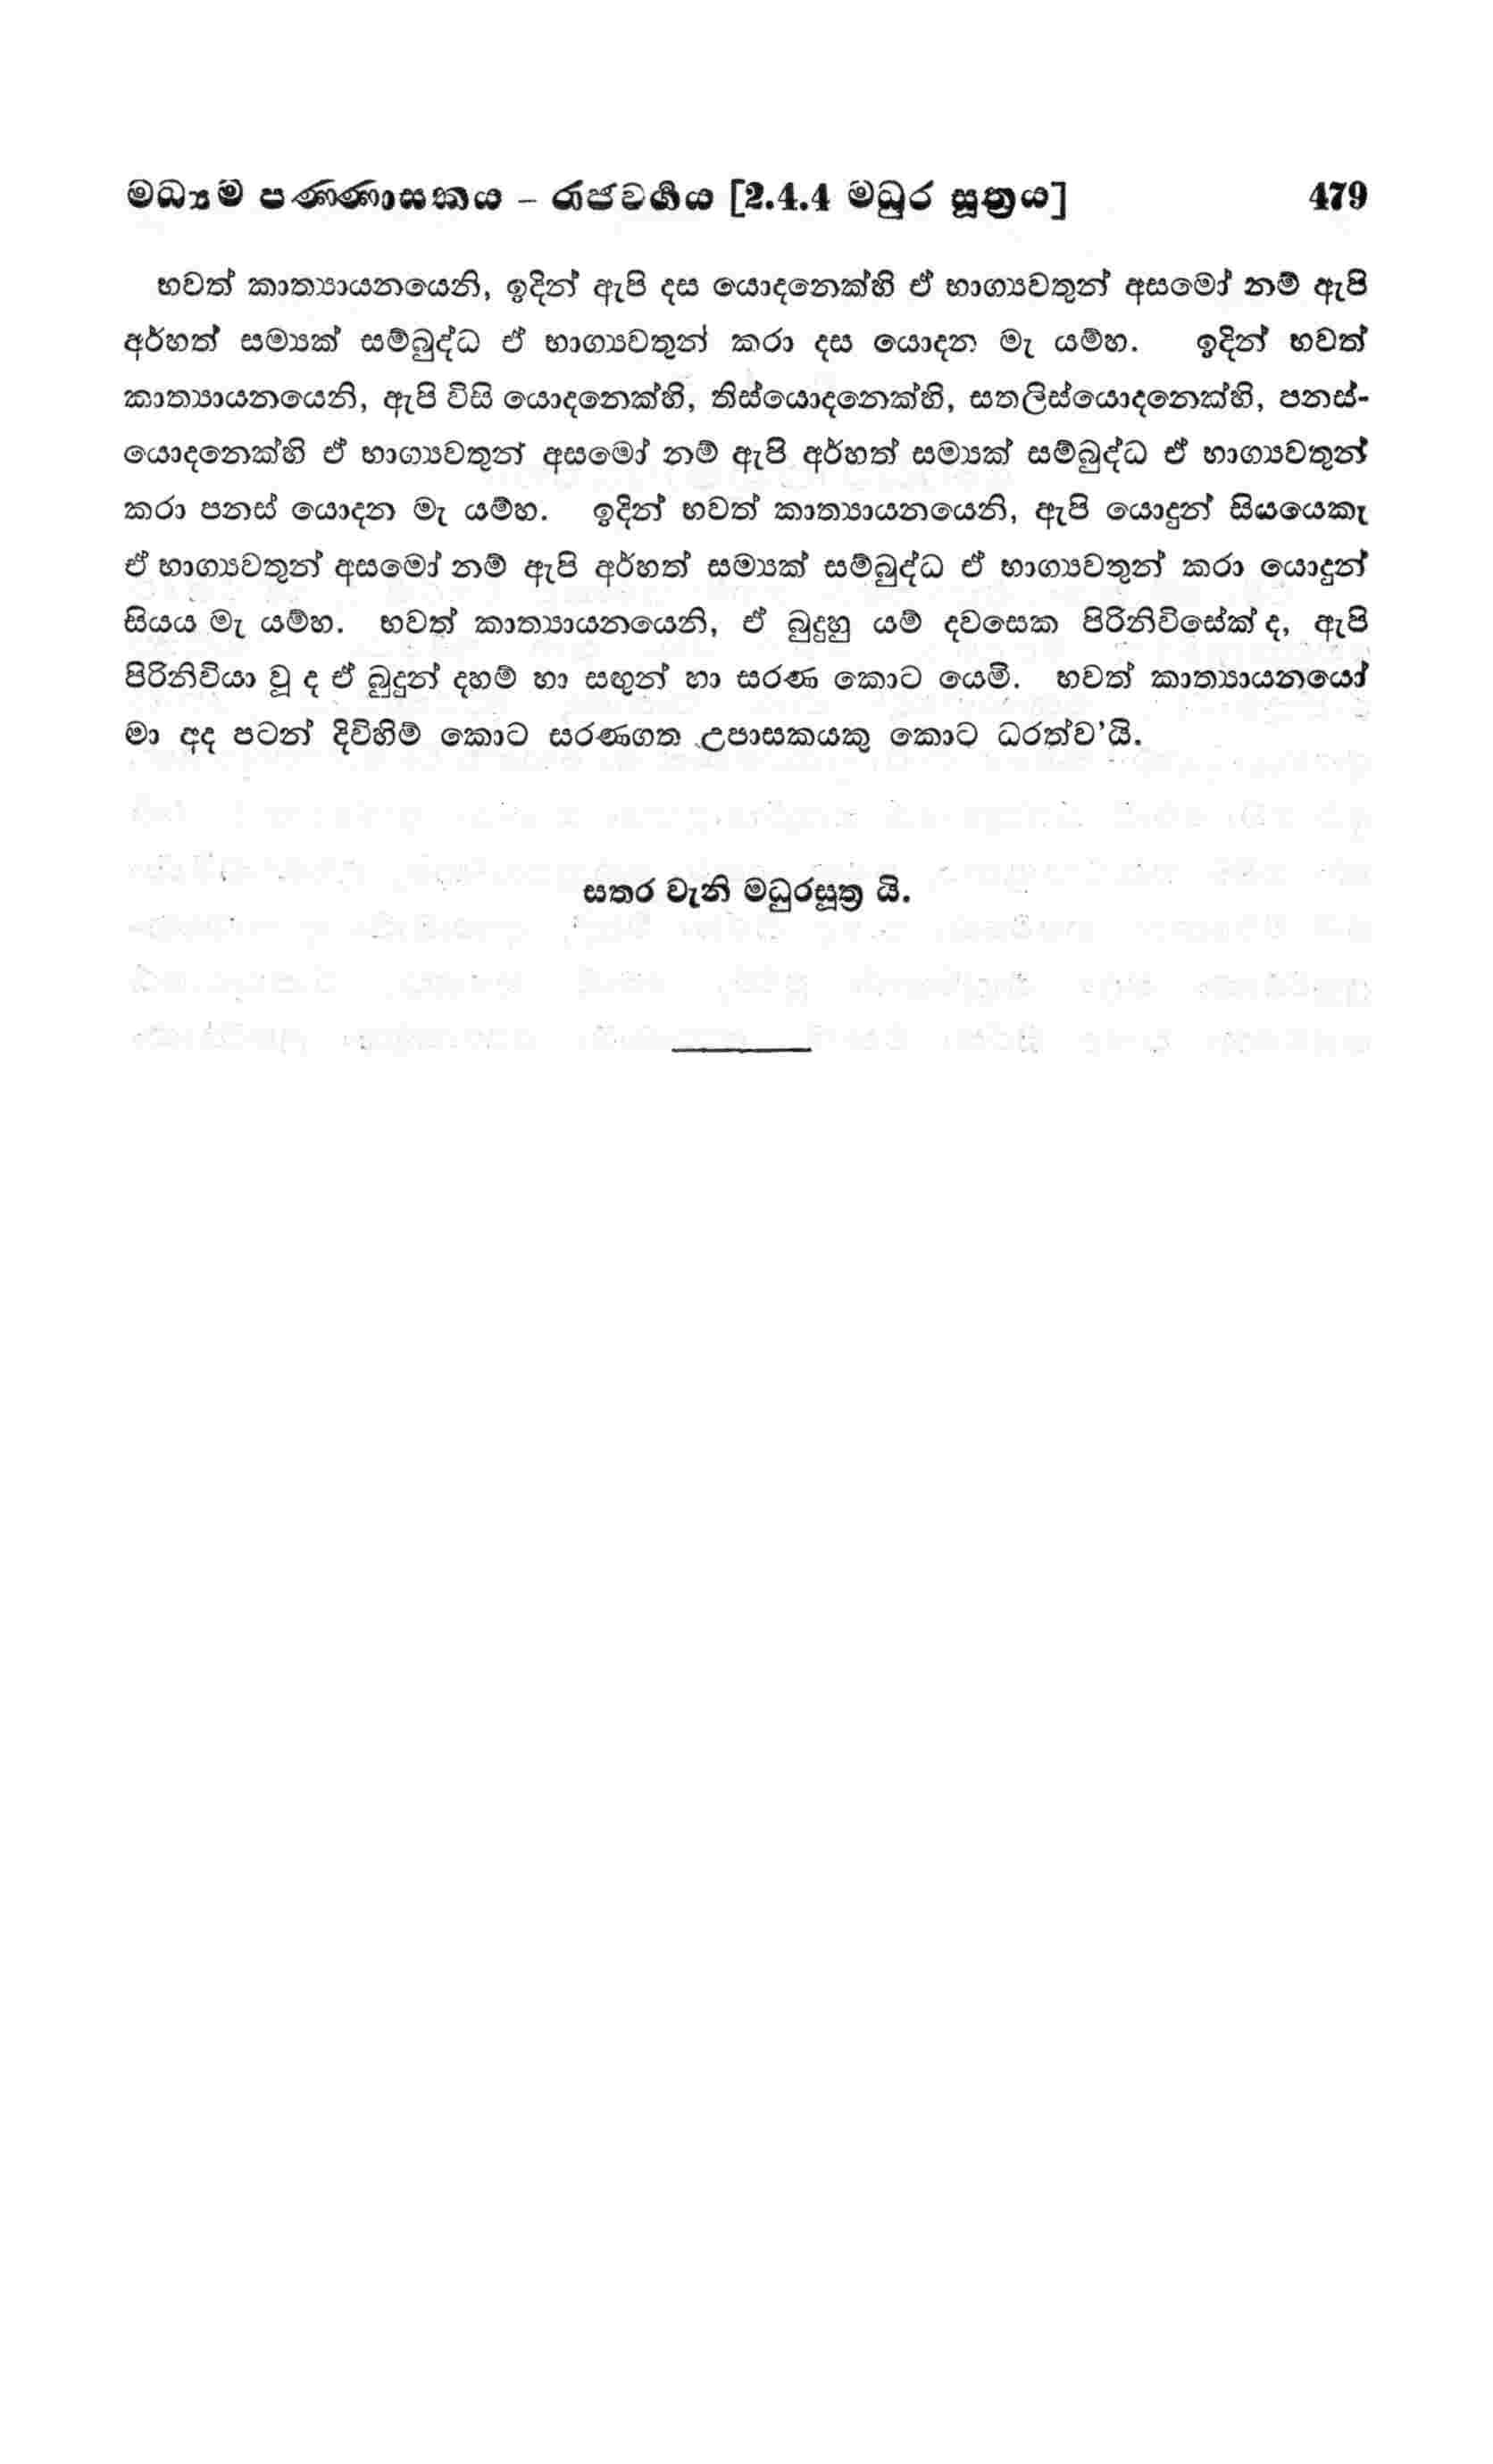 මධ්‍යම පණ්ණාසකය – රාජවර්ගය [2.4.4 මධුර සූත්‍රය] 479
භවත් කාත්‍යායනයෙනි, ඉදින් ඇපි දස යොදනෙක්හි ඒ භාග්‍යවතුන් අසමෝ නම් ඇපි
අර්හත් සම්‍යක් සම්බුද්ධ ඒ භාග්‍යවතුන් කරා දස යොදන මැ යම්හ. ඉදින් භවත්
කාත්‍යායනයෙනි, ඇපි විසි යොදනෙක්හි, තිස්යොදනෙක්හි, සතලිස්යොදනෙක්හි, පනස්-
යොදනෙක්හි ඒ භාග්‍යවතුන් අසමෝ නම් ඇපි අර්හත් සම්‍යක් සම්බුද්ධ ඒ භාග්‍යවතුන්
කරා පනස් යොදන මැ යම්හ. ඉදින් භවත් කාත්‍යායනයෙනි, ඇපි යොදුන් සියයෙකැ
ඒ භාග්‍යවතුන් අසමෝ නම් ඇපි අර්හත් සම්‍යක් සම්බුද්ධ ඒ භාග්‍යවතුන් කරා යොදුන්
සියය මැ යම්හ. භවත් කාත්‍යායනයෙනි, ඒ බුදුහු යම් දවසෙක පිරිනිවිසේක් ද, ඇපි
පිරිනිවියා වූ ද ඒ බුදුන් දහම් හා සඟුන් හා සරණ කොට යෙමි. භවත් කාත්‍යායනයෝ
මා අද පටන් දිවිහිම් කොට සරණගත උපාසකයකු කොට ධරත්ව'යි.
සතර වැනි මධුරසූත්‍ර යි.